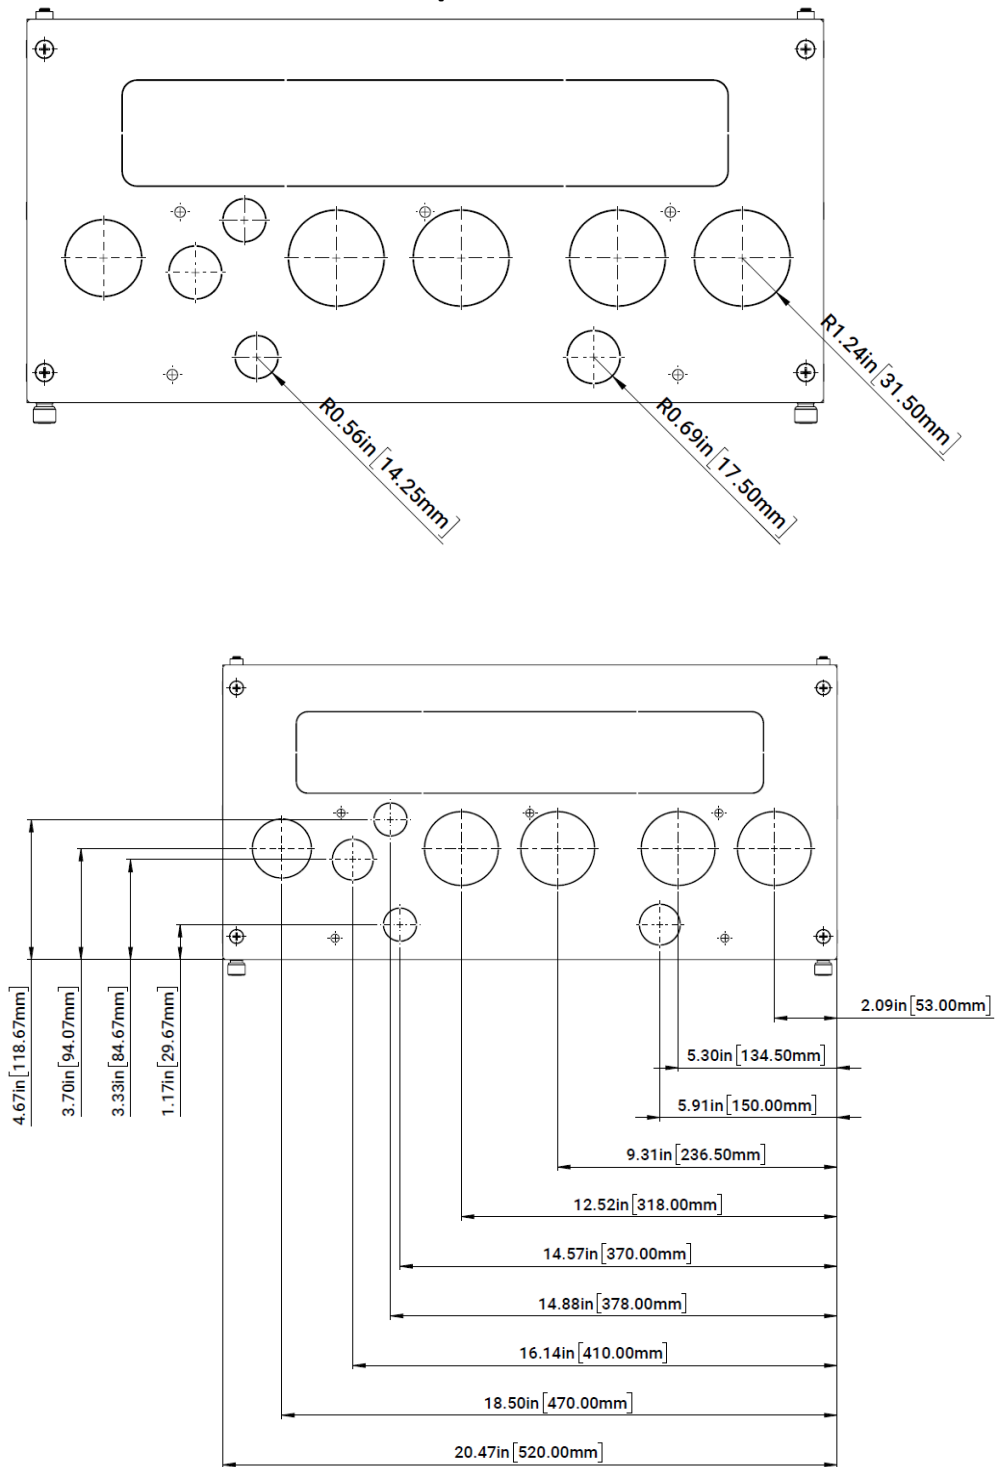 R1.24in[31.50mm]
R0.56in[14.25mm]
R0.69in[17.50mm]
4.67in[118.67mm]
3.70in[94.07mm]
3.33in[84.67mm]
1.17in[29.67mm]
2.09in[53.00mm]
5.30in[134.50mm]
5.91in[150.00mm]
9.31in[236.50mm]
12.52in[318.00mm]
14.57in[370.00mm]
14.88in[378.00mm]
16.14in[410.00mm]
18.50in[470.00mm]
20.47in[520.00mm]